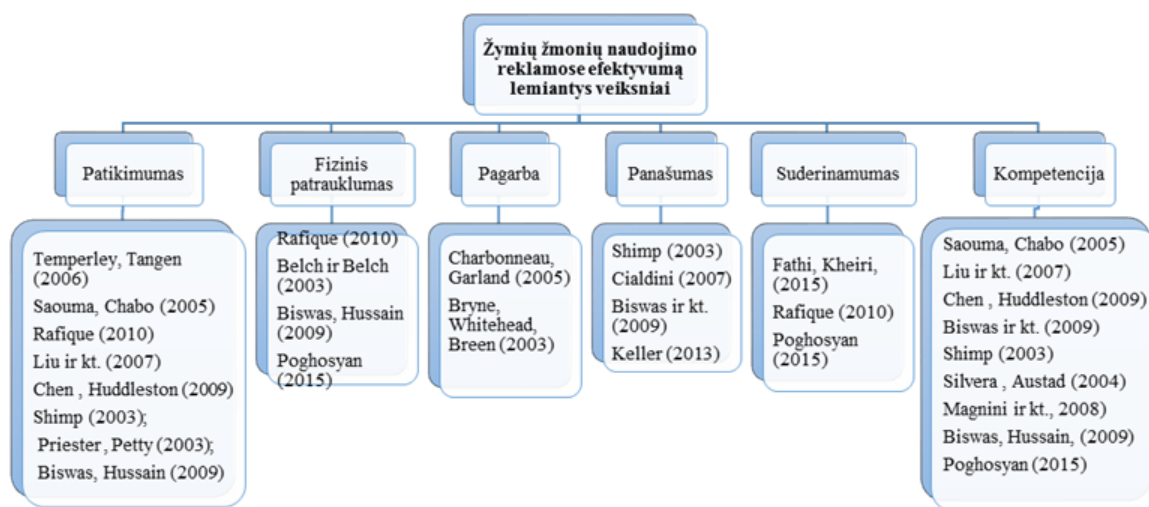 Žymių žmonių naudojimo
reklamose efektyvumą
lemiantys veiksniai
Patikimumas
Fizinis
patrauklumas
Pagarba
Panašumas
Suderinamumas
Kompetencija
Temperley, Tangen
(2006)
Saouma, Chabo (2005)
Rafique (2010)
Liu ir kt. (2007)
Chen , Huddleston (2009)
Shimp (2003);
Priester , Petty (2003);
Biswas, Hussain (2009)
Rafique (2010)
Belch ir Belch
(2003)
Biswas, Hussain
(2009)
Poghosyan
(2015)
Charbonneau,
Garland (2005)
Bryne,
Whitehead,
Breen (2003)
Shimp (2003)
Cialdini (2007)
Biswas ir kt.
(2009)
Keller (2013)
Fathi, Kheiri,
(2015)
Rafique (2010)
Poghosyan
(2015)
Saouma, Chabo (2005)
Liu ir kt. (2007)
Chen , Huddleston (2009)
Biswas ir kt. (2009)
Shimp (2003)
Silvera , Austad (2004)
Magnini ir kt., 2008)
Biswas, Hussain, (2009)
Poghosyan (2015)